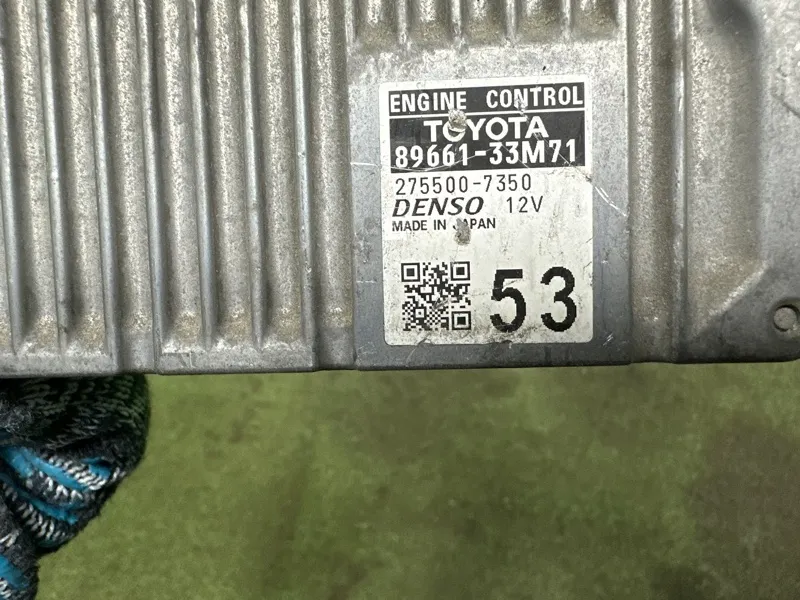 ENGINE CONTROL
TOYOTA
89661-33M71
275500-7350
DENSO 12V
MADE IN JAPAN
53